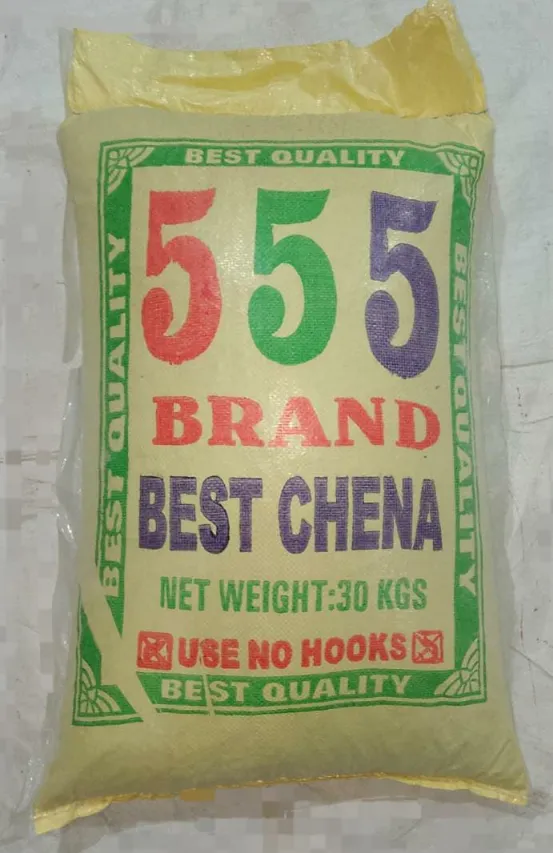 BEST QUALITY
555
BRAND
BEST CHENA
NET WEIGHT:30 KGS
USE NO HOOKS
BEST QUALITY
BEST QUALITY
BEST QUALITY